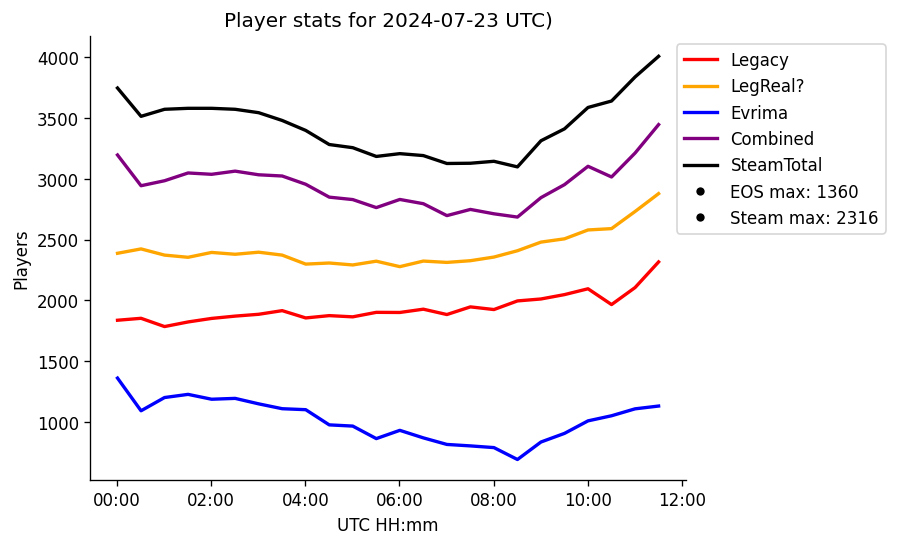 Player stats for 2024-07-23 UTC)
Players
4000
3500
3000
2500
2000
1500
1000
00:00 02:00 04:00 06:00 08:00 10:00 12:00
UTC HH:mm
Legacy
LegReal?
Evrima
Combined
SteamTotal
EOS max: 1360
Steam max: 2316